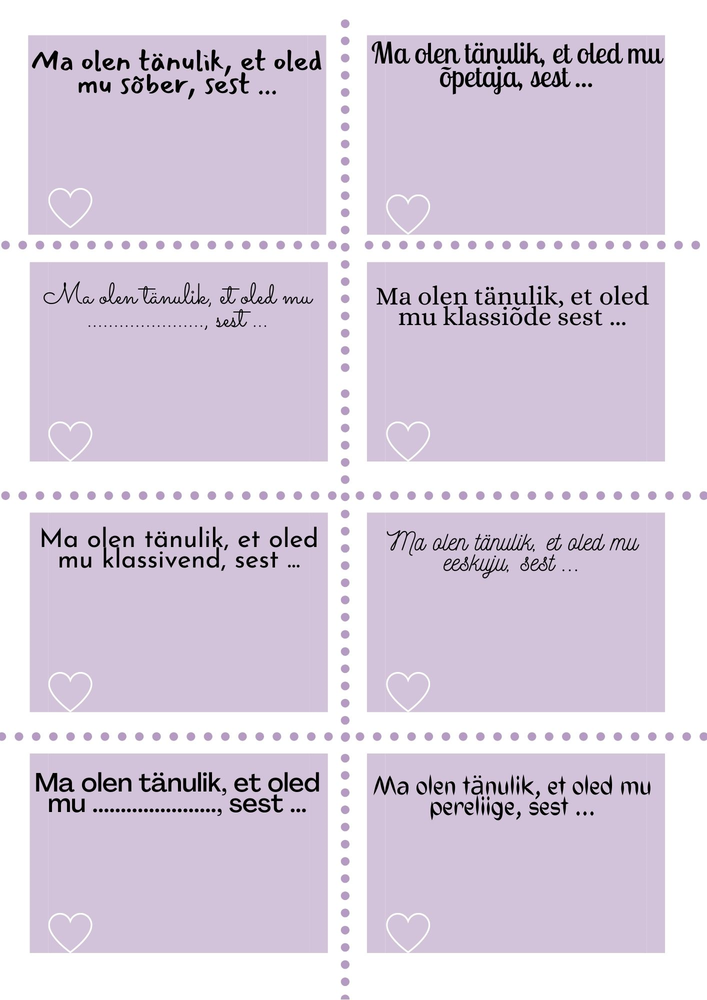 Ma olen tänulik, et oled
mu sõber, sest ...
Ma olen tänulik, et oled mu
õpetaja, sest ...
Ma olen tänulik, et oled mu
......................, sest ...
Ma olen tänulik, et oled
mu klassiõde sest ...
Ma olen tänulik, et oled
mu klassivend, sest ...
Ma olen tänulik, et oled mu
eeskuju, sest ...
Ma olen tänulik, et oled
mu ......................, sest ...
Ma olen tänulik, et oled mu
pereliige, sest ...